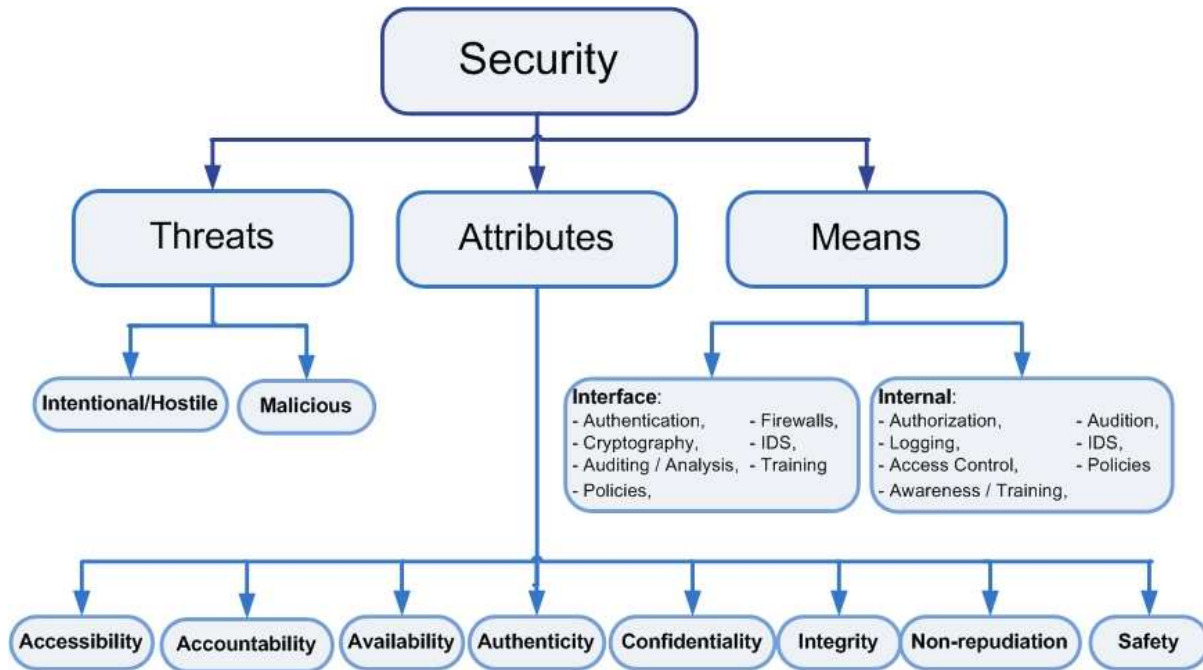 Security
Threats
Attributes
Means
Intentional/Hostile
Malicious
Interface:
- Authentication, - Firewalls,
- Cryptography, - IDS,
- Auditing / Analysis, - Training
- Policies,
Internal:
- Authorization, - Audition,
- Logging, - IDS,
- Access Control, - Policies
- Awareness / Training,
Accessibility
Accountability
Availability
Authenticity
Confidentiality
Integrity
Non-repudiation
Safety